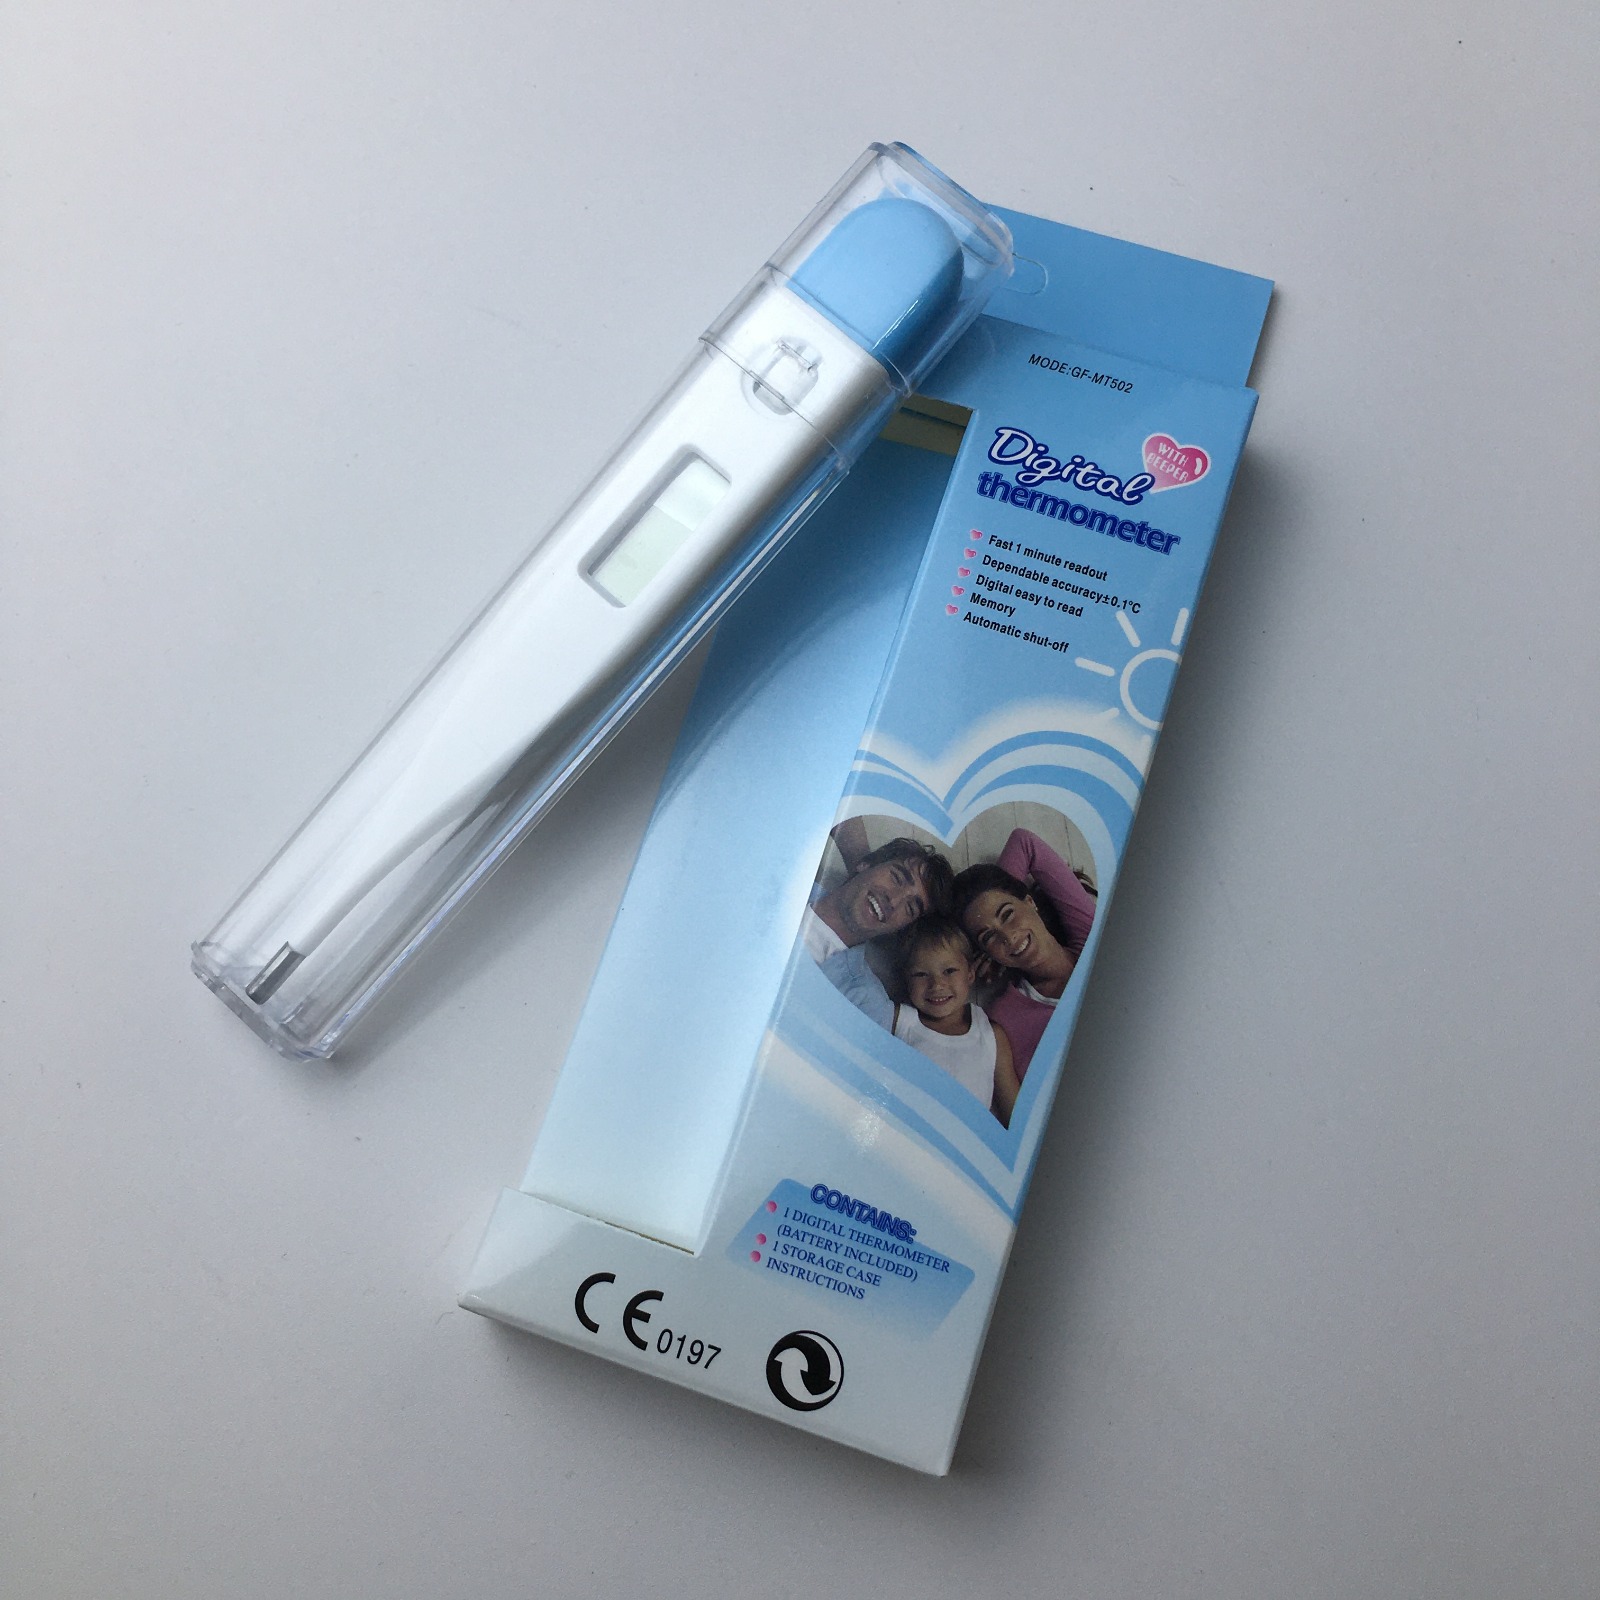 MODE:GF-MT502
Digital
thermometer
WITH
BEEPER
Fast 1 minute readout
Dependable accuracy±0.1°C
Digital easy to read
Memory
Automatic shut-off
CONTAINS:
1 DIGITAL THERMOMETER
(BATTERY INCLUDED)
1 STORAGE CASE
INSTRUCTIONS
CE 0197